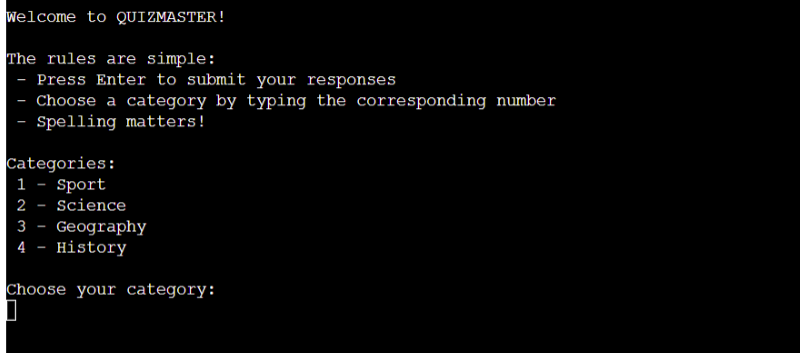 Welcome to QUIZMASTER!
The rules are simple:
- Press Enter to submit your responses
- Choose a category by typing the corresponding number
- Spelling matters!
Categories:
1 - Sport
2 - Science
3 - Geography
4 - History
Choose your category: